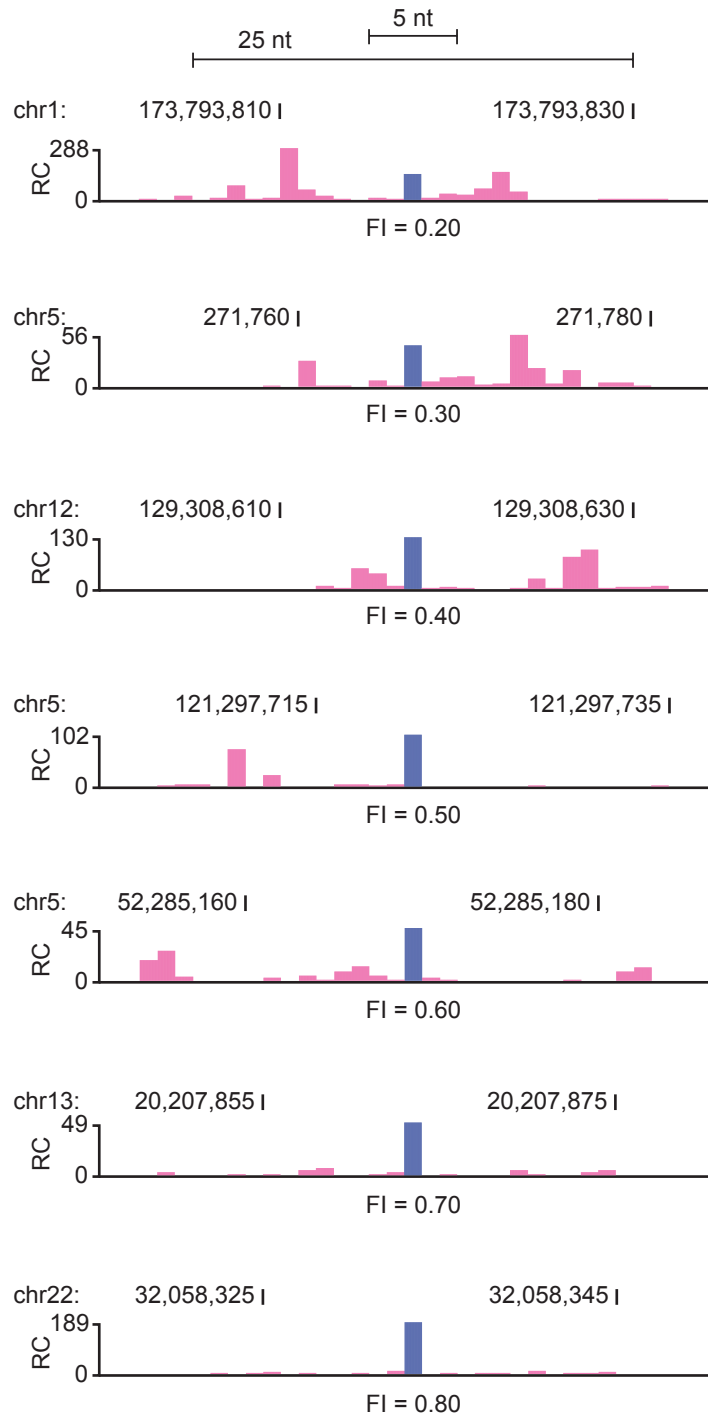 5 nt
25 nt
chr1: 173,793,810 173,793,830
288
RC
0
FI = 0.20
chr5: 271,760 271,780
56
RC
0
FI = 0.30
chr12: 129,308,610 129,308,630
130
RC
0
FI = 0.40
chr5: 121,297,715 121,297,735
102
RC
0
FI = 0.50
chr5: 52,285,160 52,285,180
45
RC
0
FI = 0.60
chr13: 20,207,855 20,207,875
49
RC
0
FI = 0.70
chr22: 32,058,325 32,058,345
189
RC
0
FI = 0.80